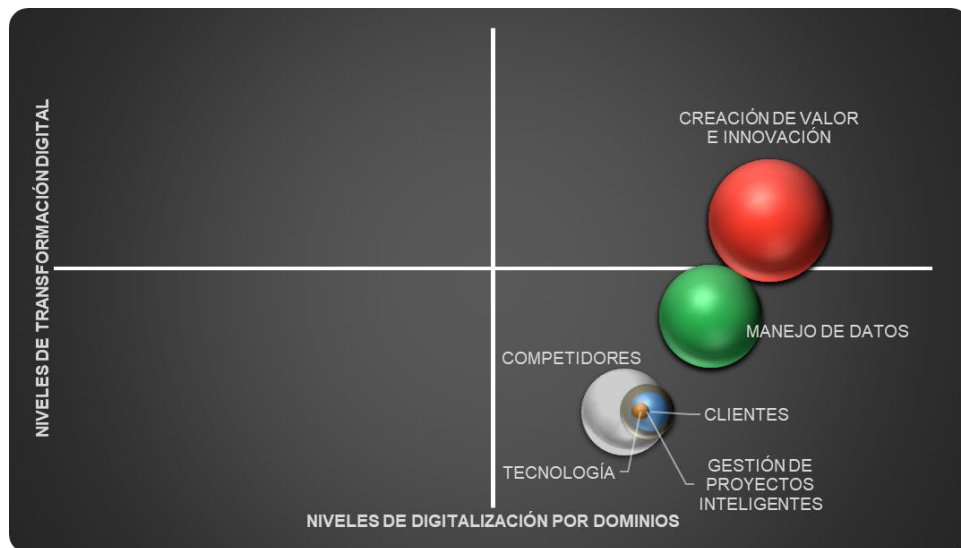 NIVELES DE TRANSFORMACIÓN DIGITAL
CREACIÓN DE VALOR
E INNOVACIÓN
MANEJO DE DATOS
COMPETIDORES
CLIENTES
TECNOLOGÍA
GESTIÓN DE
PROYECTOS
INTELIGENTES
NIVELES DE DIGITALIZACIÓN POR DOMINIOS